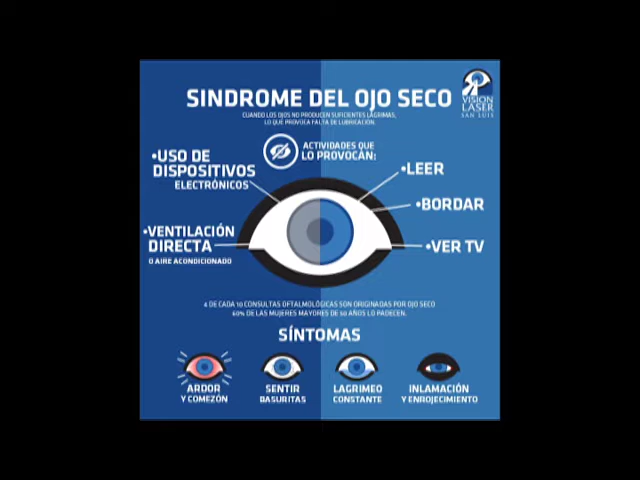 SINDROME DEL OJO SECO
VISION
LASER
SAN LUIS
CUANDO LOS OJOS NO PRODUCEN SUFICIENTES LÁGRIMAS,
LO QUE PROVOCA FALTA DE LUBRICACIÓN.
ACTIVIDADES QUE
LO PROVOCAN:
•USO DE
DISPOSITIVOS
ELECTRÓNICOS
•LEER
•BORDAR
•VENTILACIÓN
DIRECTA
O AIRE ACONDICIONADO
•VER TV
4 DE CADA 10 CONSULTAS OFTALMOLÓGICAS SON ORIGINADAS POR OJO SECO
60% DE LAS MUJERES MAYORES DE 50 AÑOS LO PADECEN.
SÍNTOMAS
ARDOR
Y COMEZÓN
SENTIR
BASURITAS
LAGRIMEO
CONSTANTE
INLAMACIÓN
Y ENROJECIMIENTO